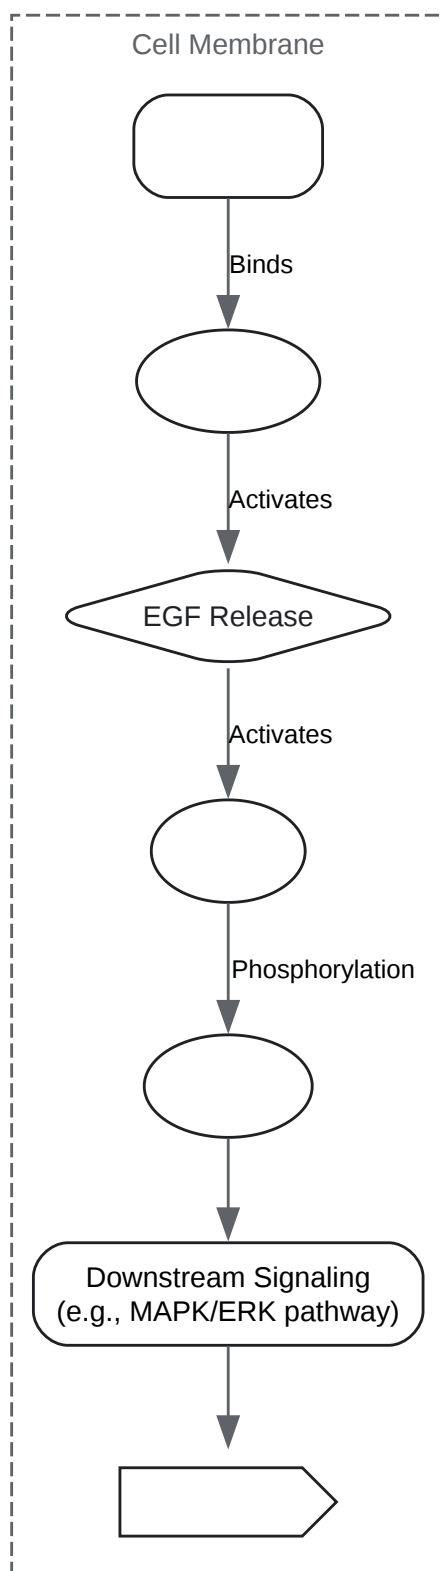 Cell Membrane
Binds
Activates
EGF Release
Activates
Phosphorylation
Downstream Signaling
(e.g., MAPK/ERK pathway)